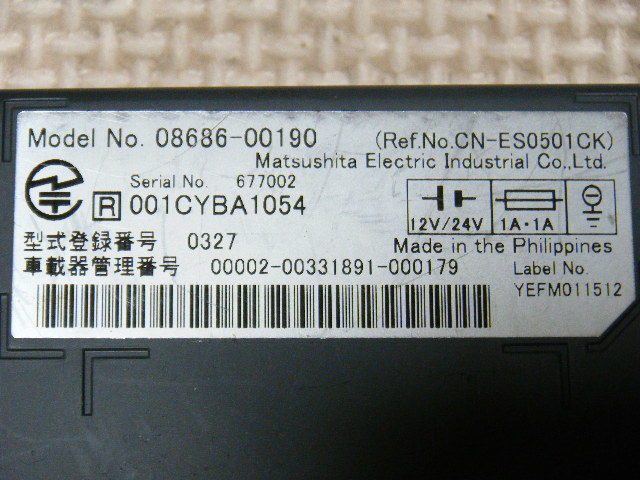 Model No. 08686-00190 (Ref.No.CN-ES0501CK)
Matsushita Electric Industrial Co.,Ltd.
Serial No. 677002
R 001CYBA1054
12V/24V 1A・1A
型式登録番号 0327
Made in the Philippines
車載器管理番号 00002-00331891-000179
Label No.
YEFM011512